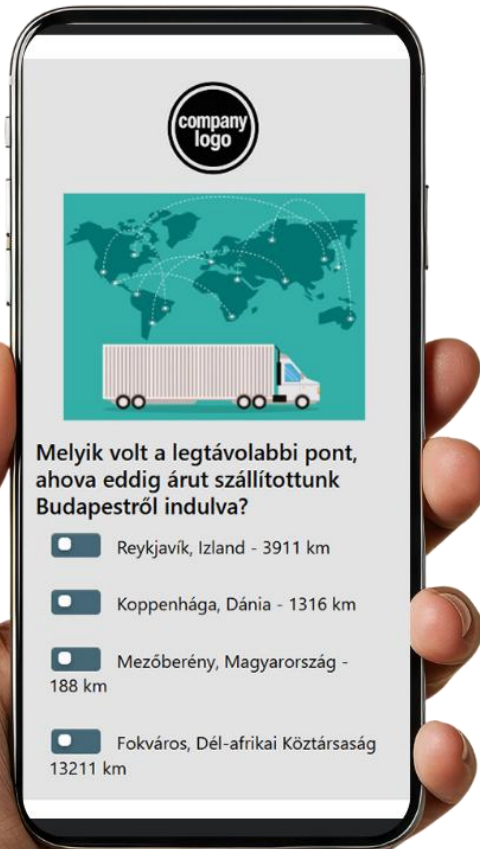 company
logo
Melyik volt a legtávolabbi pont,
ahova eddig árut szállítottunk
Budapestről indulva?
Reykjavík, Izland - 3911 km
Koppenhága, Dánia - 1316 km
Mezőberény, Magyarország -
188 km
Fokváros, Dél-afrikai Köztársaság
13211 km